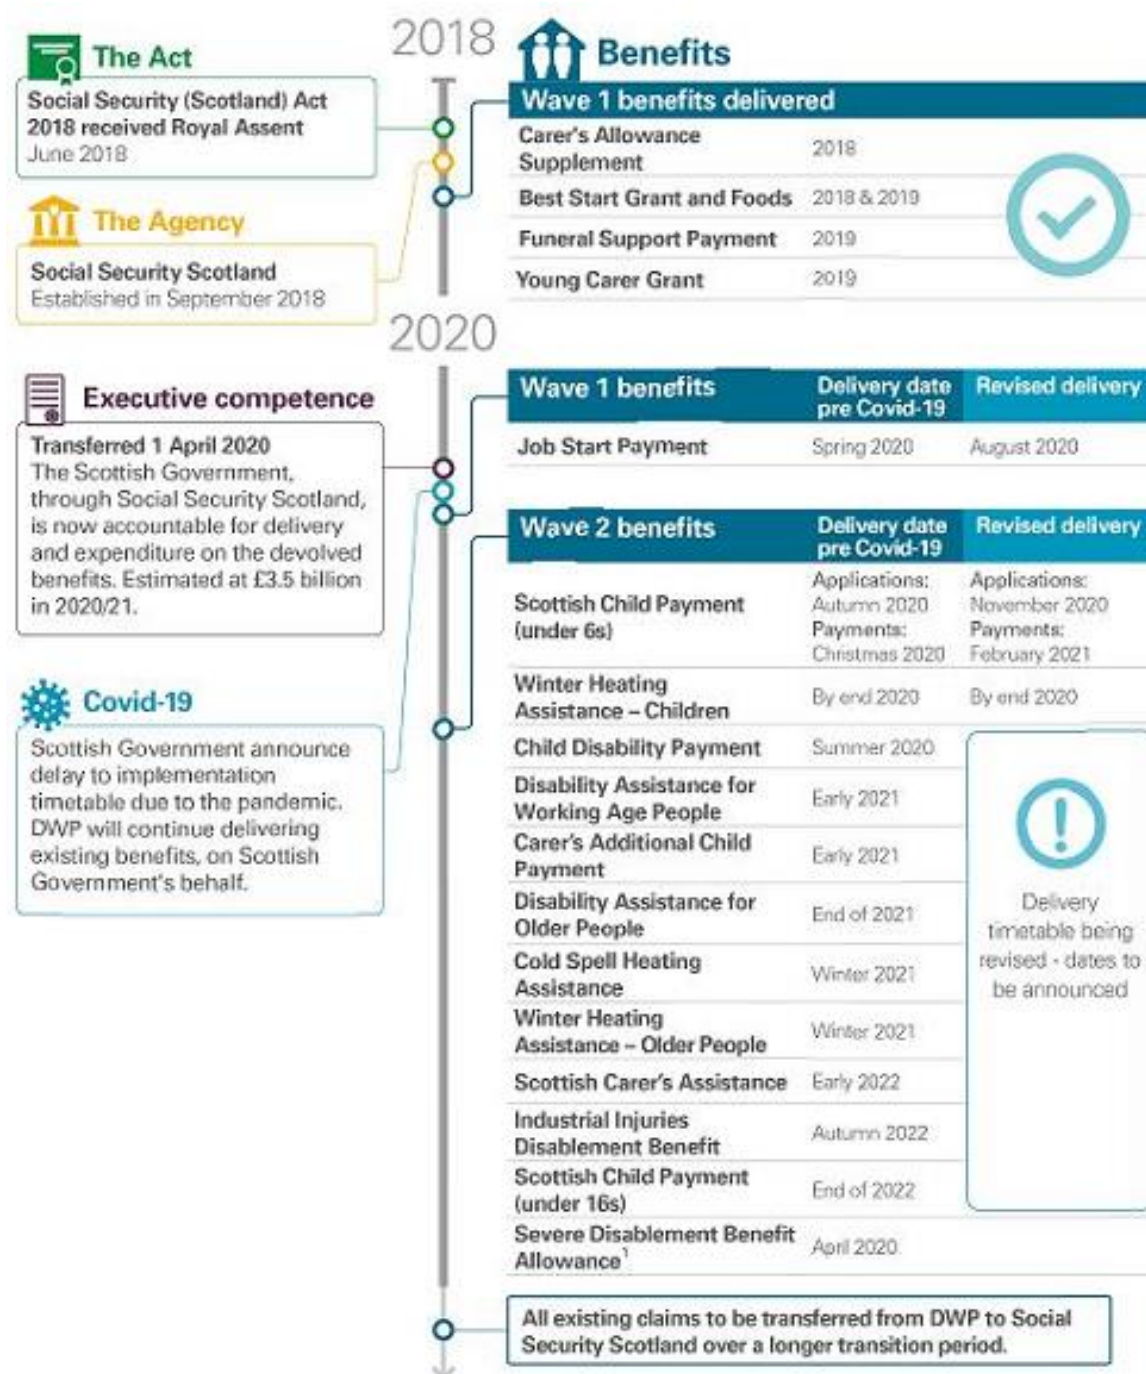 2018
The Act
Social Security (Scotland) Act
2018 received Royal Assent
June 2018
The Agency
Social Security Scotland
Established in September 2018
Benefits
Wave 1 benefits delivered
Carer's Allowance
Supplement
2018
Best Start Grant and Foods 2018 & 2019
Funeral Support Payment 2019
Young Carer Grant 2019
2020
Executive competence
Transferred 1 April 2020
The Scottish Government,
through Social Security Scotland,
is now accountable for delivery
and expenditure on the devolved
benefits. Estimated at £3.5 billion
in 2020/21.
Covid-19
Scottish Government announce
delay to implementation
timetable due to the pandemic.
DWP will continue delivering
existing benefits, on Scottish
Government's behalf.
Wave 1 benefits
Delivery date
pre Covid-19
Revised delivery
Job Start Payment Spring 2020 August 2020
Wave 2 benefits
Delivery date
pre Covid-19
Revised delivery
Scottish Child Payment
(under 6s)
Applications:
Autumn 2020
Payments:
Christmas 2020
Applications:
November 2020
Payments:
February 2021
Winter Heating
Assistance – Children
By end 2020
By end 2020
Child Disability Payment Summer 2020
Disability Assistance for
Working Age People
Early 2021
Carer's Additional Child
Payment
Early 2021
Disability Assistance for
Older People
End of 2021
Cold Spell Heating
Assistance
Winter 2021
Winter Heating
Assistance – Older People
Winter 2021
Scottish Carer's Assistance Early 2022
Industrial Injuries
Disablement Benefit
Autumn 2022
Scottish Child Payment
(under 16s)
End of 2022
Severe Disablement Benefit
Allowance¹
April 2020
Delivery
timetable being
revised - dates to
be announced
All existing claims to be transferred from DWP to Social
Security Scotland over a longer transition period.